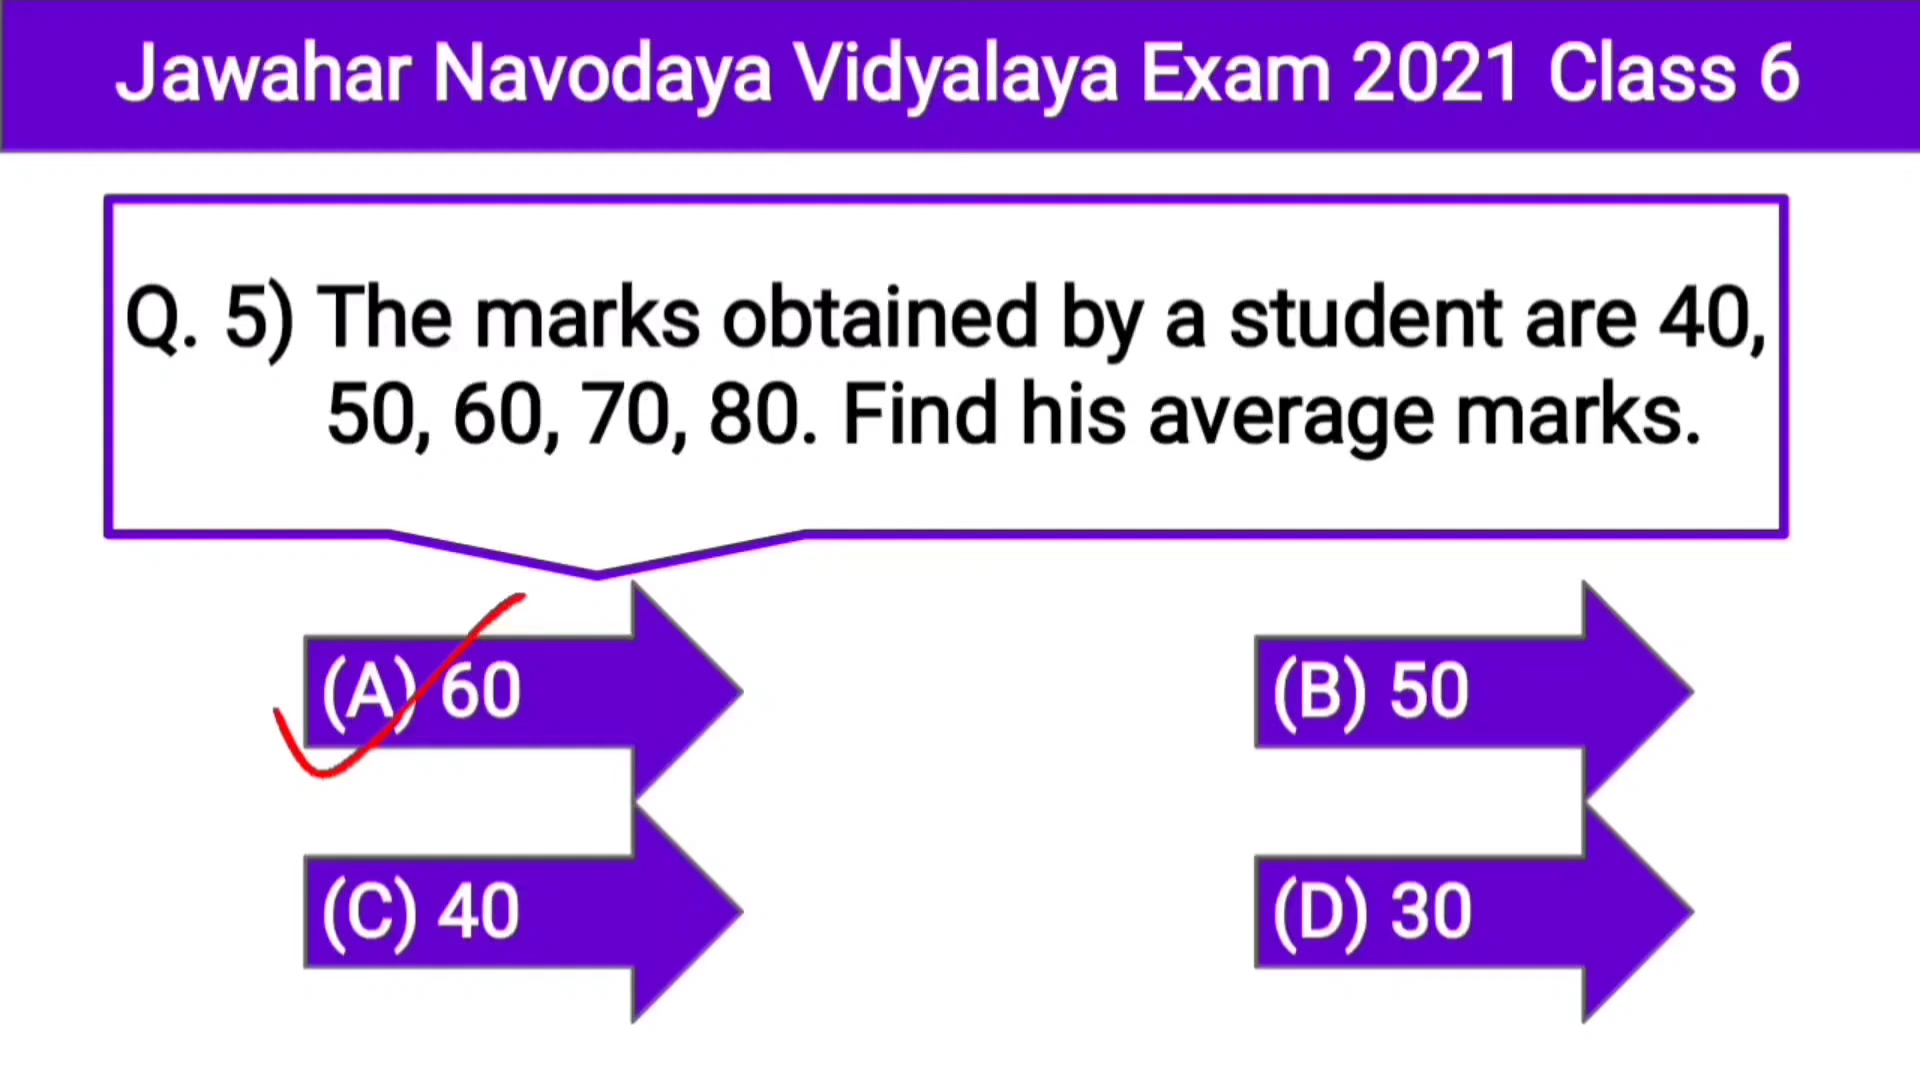 Jawahar Navodaya Vidyalaya Exam 2021 Class 6
Q. 5) The marks obtained by a student are 40,
50, 60, 70, 80. Find his average marks.
(A) 60
(B) 50
(C) 40
(D) 30